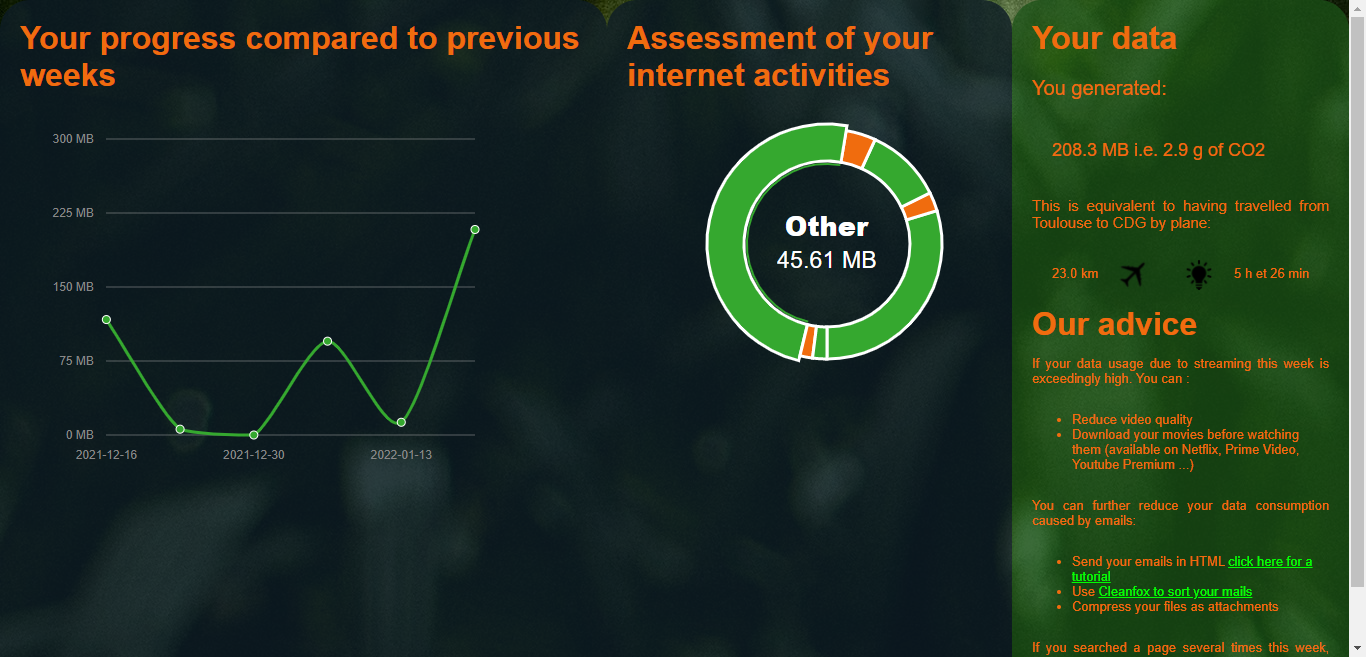 Your progress compared to previous
weeks
300 MB
225 MB
150 MB
75 MB
0 MB
2021-12-16
2021-12-30
2022-01-13
Assessment of your
internet activities
Other
45.61 MB
Your data
You generated:
208.3 MB i.e. 2.9 g of CO2
This is equivalent to having travelled from
Toulouse to CDG by plane:
23.0 km
5 h et 26 min
Our advice
If your data usage due to streaming this week is
exceedingly high. You can :
• Reduce video quality
• Download your movies before watching
them (available on Netflix, Prime Video,
Youtube Premium ...)
You can further reduce your data consumption
caused by emails:
• Send your emails in HTML click here for a
tutorial
• Use Cleanfox to sort your mails
• Compress your files as attachments
If you searched a page several times this week,